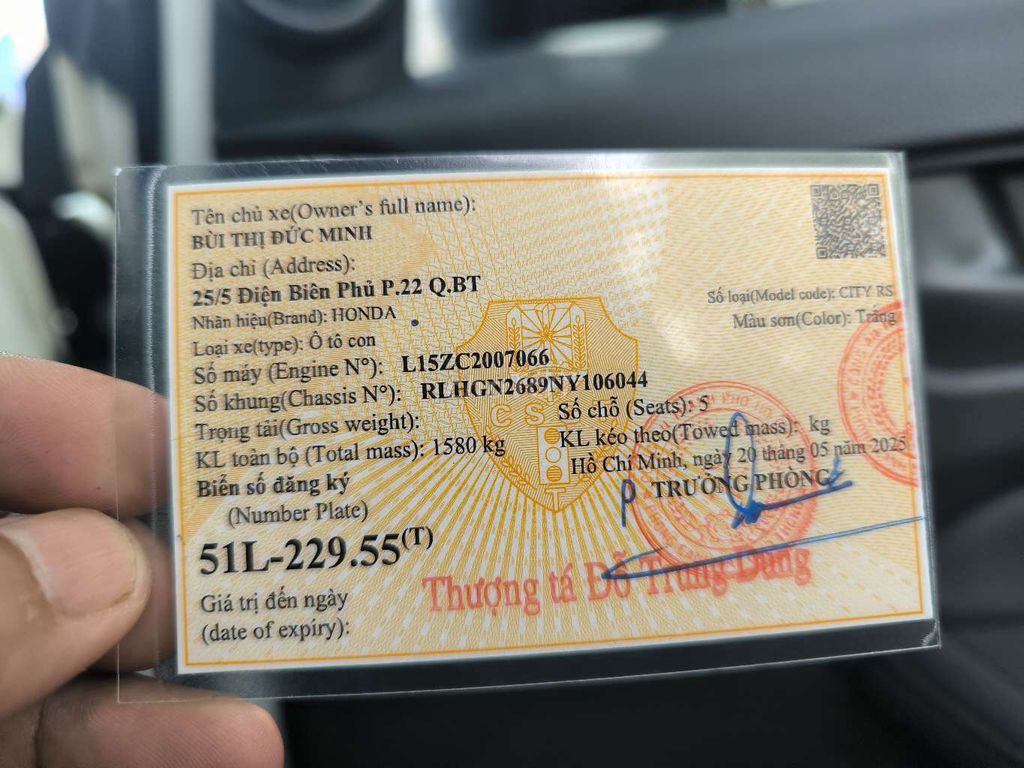 Tên chủ xe(Owner's full name):
BÙI THỊ ĐỨC MINH
Địa chỉ (Address):
25/5 Điện Biên Phủ P.22 Q.BT
Nhãn hiệu(Brand): HONDA
Số loại(Model code): CITY RS
Loại xe(type): Ô tô con
Màu sơn(Color): Trắng
Số máy (Engine N°): L15ZC2007066
Số khung(Chassis N°): RLHGN2689NY106044
Trọng tải(Gross weight):
Số chỗ (Seats): 5
KL toàn bộ (Total mass): 1580 kg
KL kéo theo(Towed mass): kg
Hồ Chí Minh, ngày 20 tháng 05 năm 2025
Biển số đăng ký
P TRƯỞNG PHÒNG
(Number Plate)
51L-229.55(T)
Thượng tá Đỗ Trung Dung
Giá trị đến ngày
(date of expiry):
CS
T